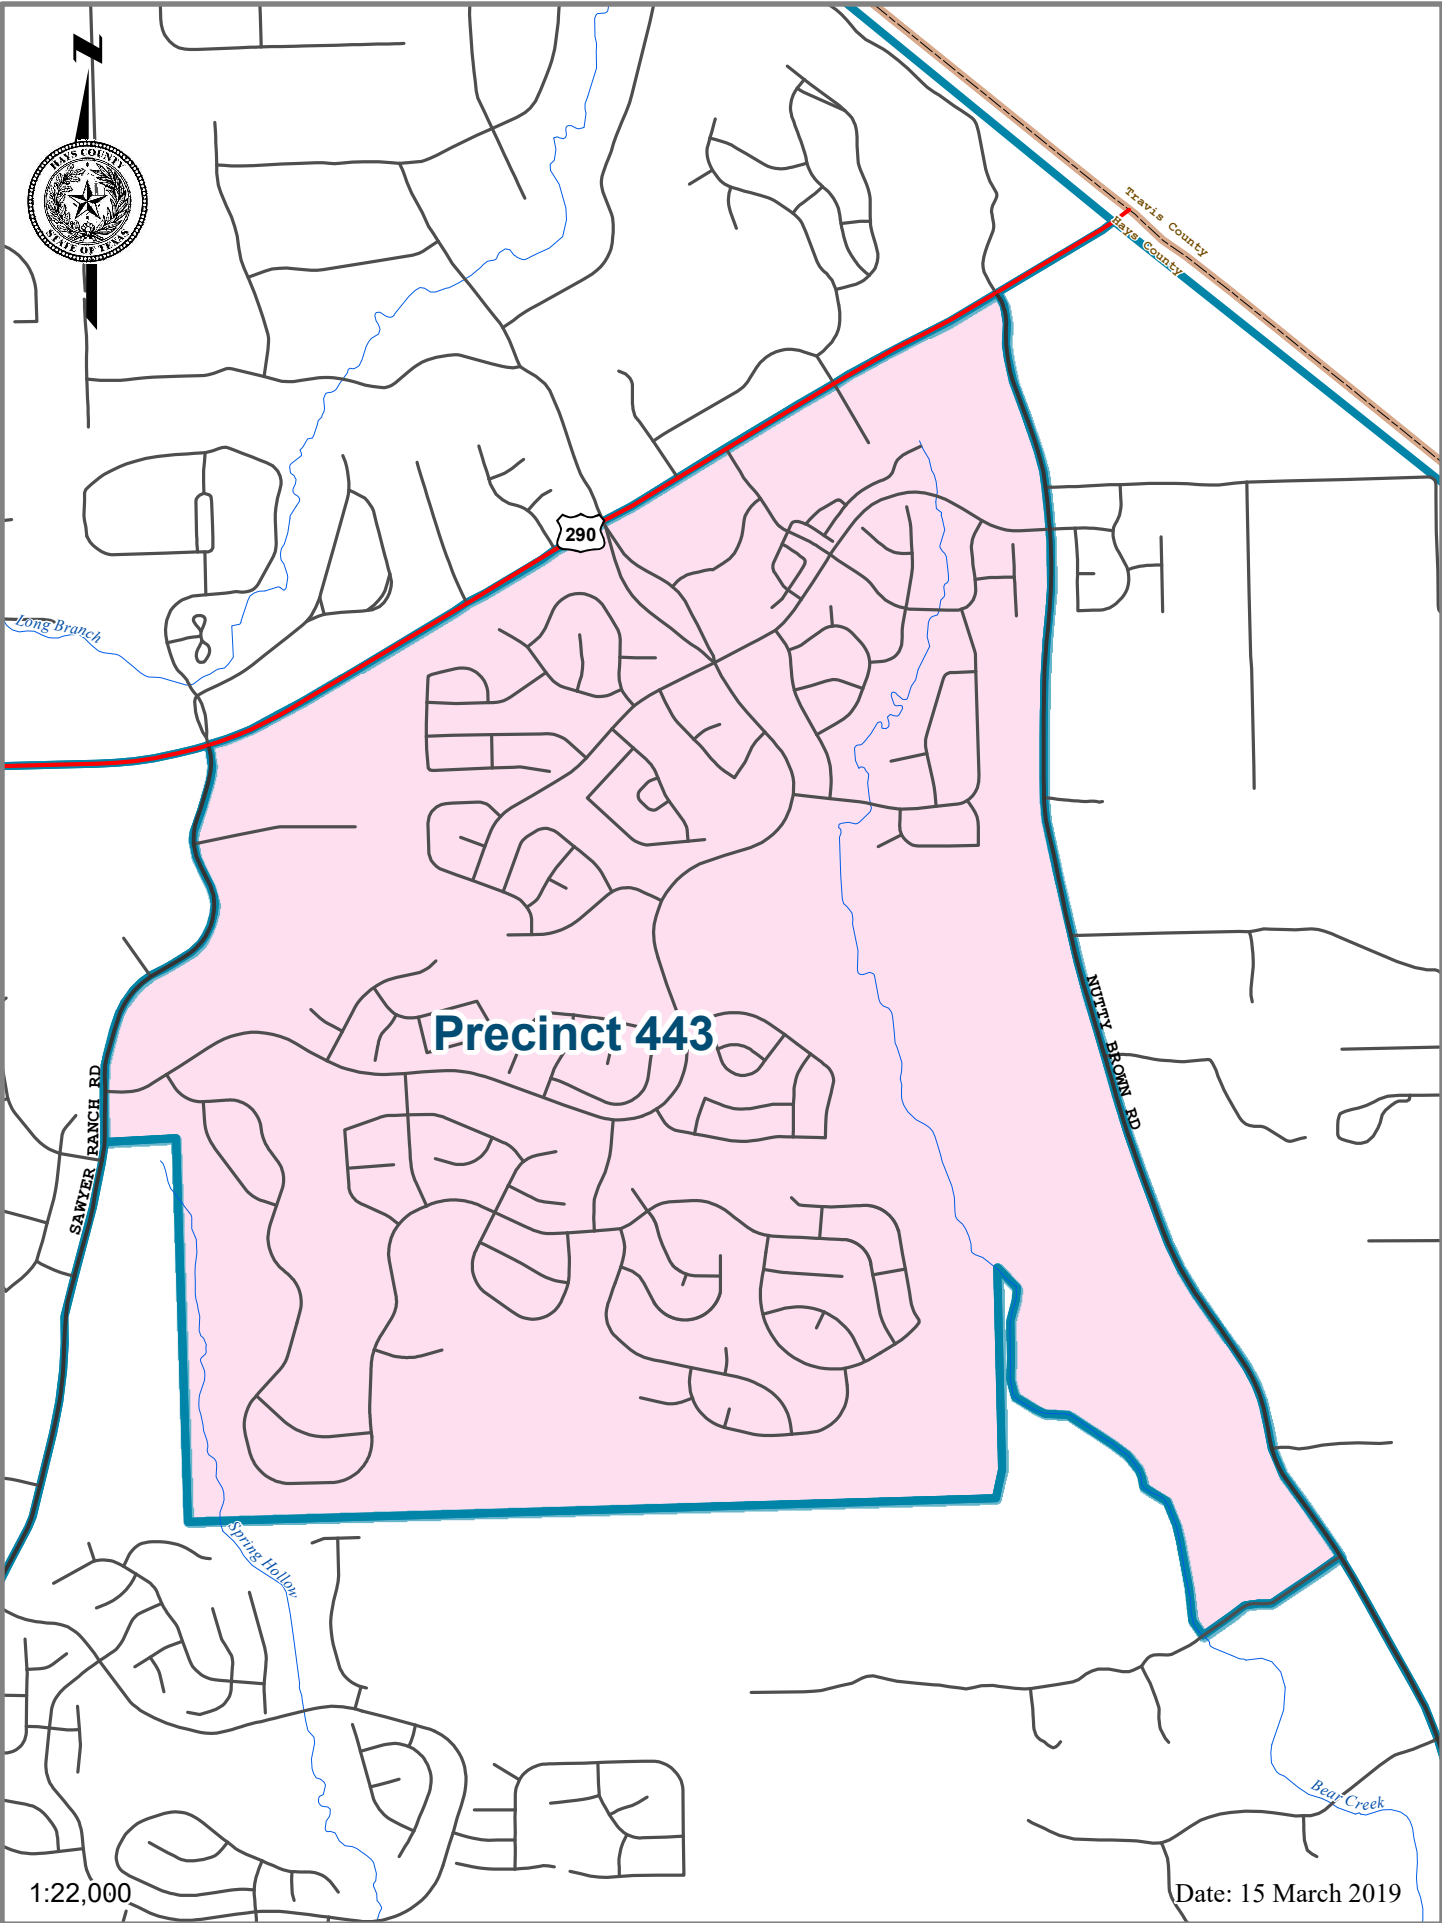 Z
HAYS COUNTY
STATE OF TEXAS
Travis County
Hays County
290
Long Branch
Precinct 443
NUTTY BROWN RD
SAWYER RANCH RD
Spring Hollow
Bear Creek
1:22,000
Date: 15 March 2019